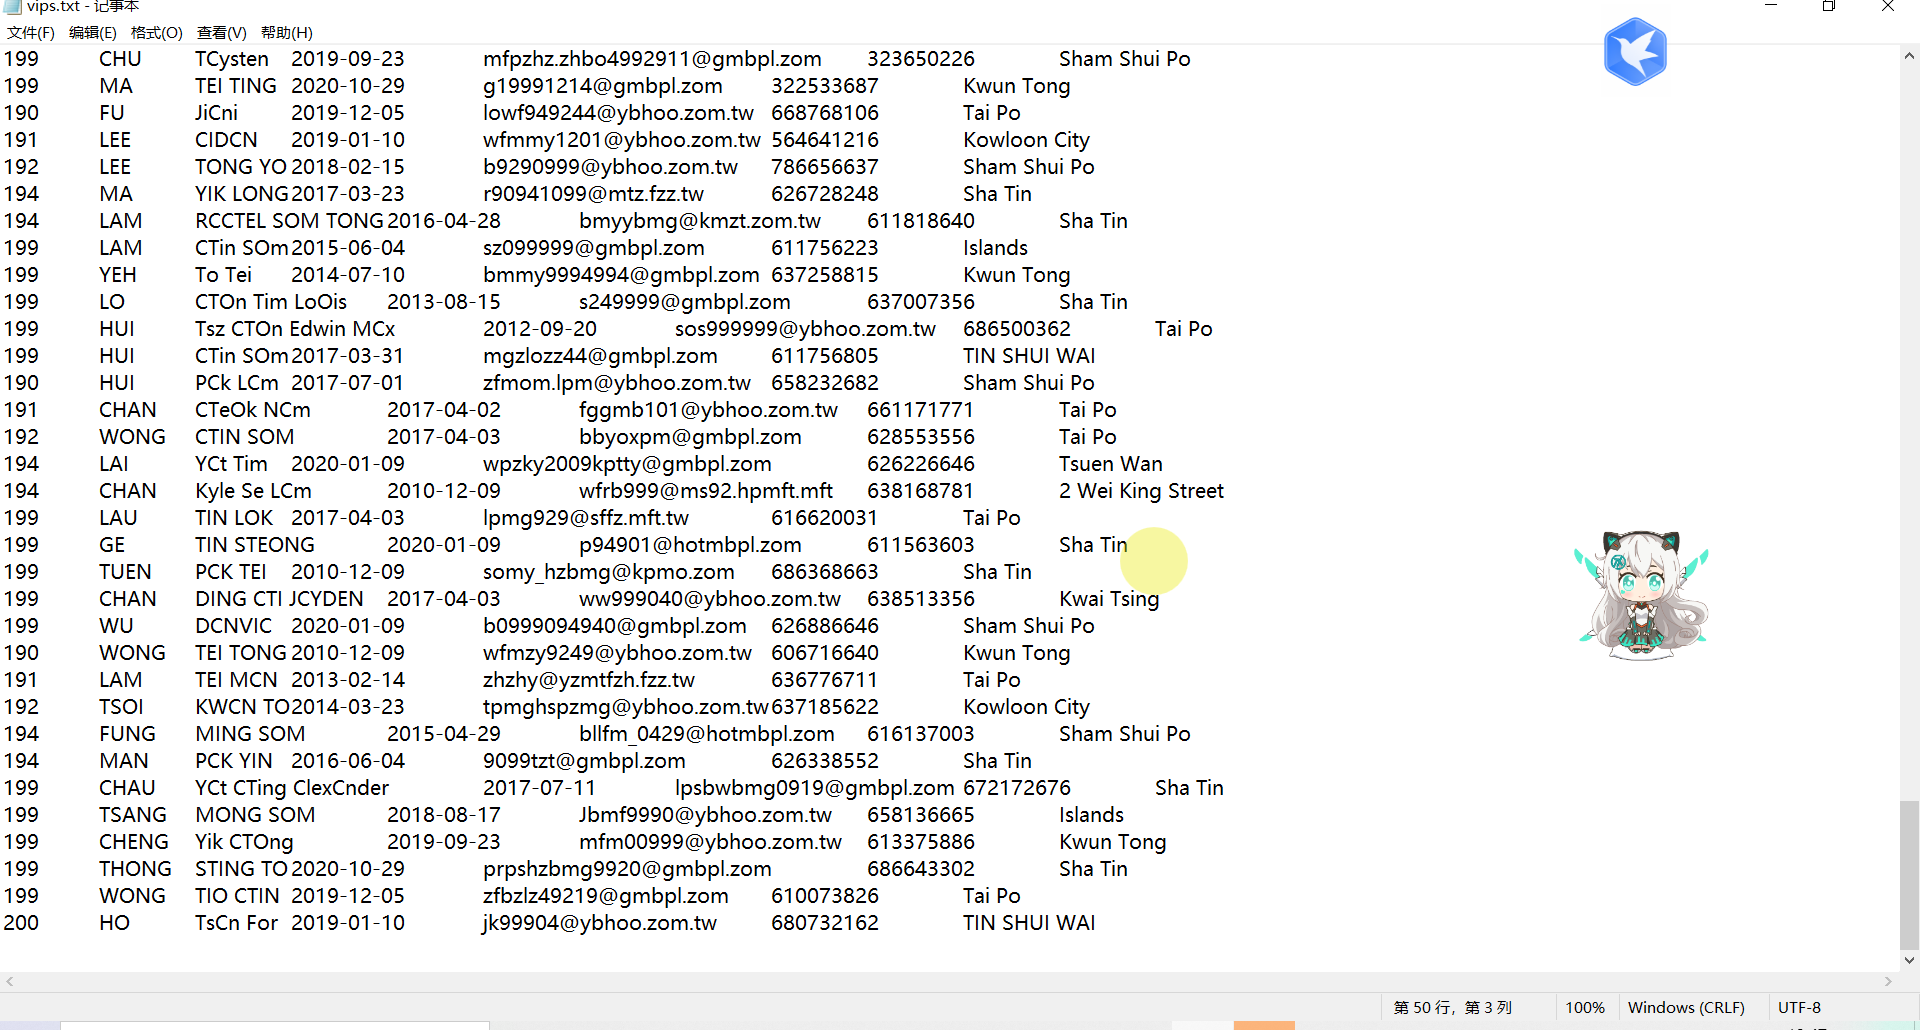 vips.txt - 记事本
文件(F) 编辑(E) 格式(O) 查看(V) 帮助(H)
199 CHU TCysten 2019-09-23 mfpzhz.zhbo4992911@gmbpl.zom 323650226 Sham Shui Po
199 MA TEI TING 2020-10-29 g19991214@gmbpl.zom 322533687 Kwun Tong
190 FU JiCni 2019-12-05 lowf949244@ybhoo.zom.tw 668768106 Tai Po
191 LEE CIDCN 2019-01-10 wfmmy1201@ybhoo.zom.tw 564641216 Kowloon City
192 LEE TONG YO 2018-02-15 b9290999@ybhoo.zom.tw 786656637 Sham Shui Po
194 MA YIK LONG 2017-03-23 r90941099@mtz.fzz.tw 626728248 Sha Tin
194 LAM RCCTEL SOM TONG 2016-04-28 bmyybmg@kmzt.zom.tw 611818640 Sha Tin
199 LAM CTin SOm 2015-06-04 sz099999@gmbpl.zom 611756223 Islands
199 YEH To Tei 2014-07-10 bmmy9994994@gmbpl.zom 637258815 Kwun Tong
199 LO CTOn Tim LoOis 2013-08-15 s249999@gmbpl.zom 637007356 Sha Tin
199 HUI Tsz CTOn Edwin MCx 2012-09-20 sos999999@ybhoo.zom.tw 686500362 Tai Po
199 HUI CTin SOm 2017-03-31 mgzlozz44@gmbpl.zom 611756805 TIN SHUI WAI
190 HUI PCk LCm 2017-07-01 zfmom.lpm@ybhoo.zom.tw 658232682 Sham Shui Po
191 CHAN CTeOk NCm 2017-04-02 fggmb101@ybhoo.zom.tw 661171771 Tai Po
192 WONG CTIN SOM 2017-04-03 bbyoxpm@gmbpl.zom 628553556 Tai Po
194 LAI YCt Tim 2020-01-09 wpzky2009kptty@gmbpl.zom 626226646 Tsuen Wan
194 CHAN Kyle Se LCm 2010-12-09 wfrb999@ms92.hpmft.mft 638168781 2 Wei King Street
199 LAU TIN LOK 2017-04-03 lpmg929@sffz.mft.tw 616620031 Tai Po
199 GE TIN STEONG 2020-01-09 p94901@hotmbpl.zom 611563603 Sha Tin
199 TUEN PCK TEI 2010-12-09 somy_hzbmg@kpmo.zom 686368663 Sha Tin
199 CHAN DING CTI JCYDEN 2017-04-03 ww999040@ybhoo.zom.tw 638513356 Kwai Tsing
199 WU DCNVIC 2020-01-09 b0999094940@gmbpl.zom 626886646 Sham Shui Po
190 WONG TEI TONG 2010-12-09 wfmzy9249@ybhoo.zom.tw 606716640 Kwun Tong
191 LAM TEI MCN 2013-02-14 zhzhy@yzmtfzh.fzz.tw 636776711 Tai Po
192 TSOI KWCN TO 2014-03-23 tpmghspzmg@ybhoo.zom.tw 637185622 Kowloon City
194 FUNG MING SOM 2015-04-29 bllfm_0429@hotmbpl.zom 616137003 Sham Shui Po
194 MAN PCK YIN 2016-06-04 9099tzt@gmbpl.zom 626338552 Sha Tin
199 CHAU YCt CTing ClexCnder 2017-07-11 lpsbwbmg0919@gmbpl.zom 672172676 Sha Tin
199 TSANG MONG SOM 2018-08-17 Jbmf9990@ybhoo.zom.tw 658136665 Islands
199 CHENG Yik CTOng 2019-09-23 mfm00999@ybhoo.zom.tw 613375886 Kwun Tong
199 THONG STING TO 2020-10-29 prpshzbmg9920@gmbpl.zom 686643302 Sha Tin
199 WONG TIO CTIN 2019-12-05 zfbzlz49219@gmbpl.zom 610073826 Tai Po
200 HO TsCn For 2019-01-10 jk99904@ybhoo.zom.tw 680732162 TIN SHUI WAI
第 50 行，第 3 列 100% Windows (CRLF) UTF-8